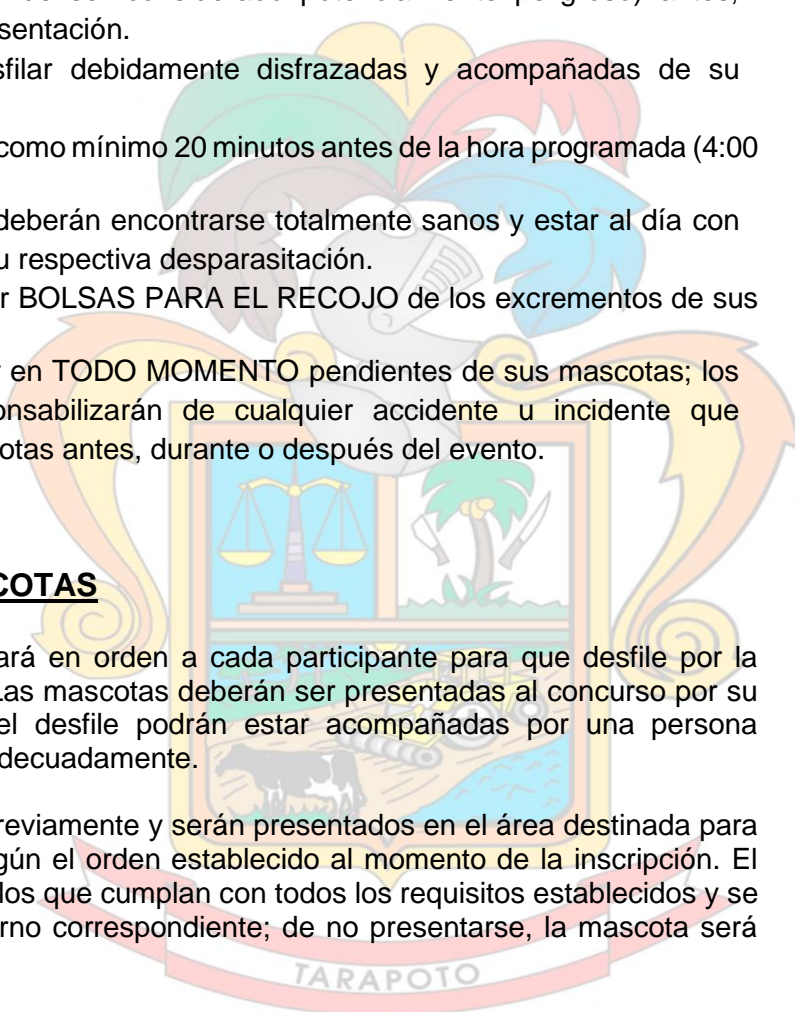 sentación.
sfilar debidamente disfrazadas y acompañadas de su
como mínimo 20 minutos antes de la hora programada (4:00
deberán encontrarse totalmente sanos y estar al día con
u respectiva desparasitación.
r BOLSAS PARA EL RECOJO de los excrementos de sus
r en TODO MOMENTO pendientes de sus mascotas; los
onsabilizarán de cualquier accidente u incidente que
otas antes, durante o después del evento.
COTAS
ará en orden a cada participante para que desfile por la
Las mascotas deberán ser presentadas al concurso por su
el desfile podrán estar acompañadas por una persona
decuadamente.
reviamente y serán presentados en el área destinada para
gún el orden establecido al momento de la inscripción. El
los que cumplan con todos los requisitos establecidos y se
rno correspondiente; de no presentarse, la mascota será
TARAPOTO